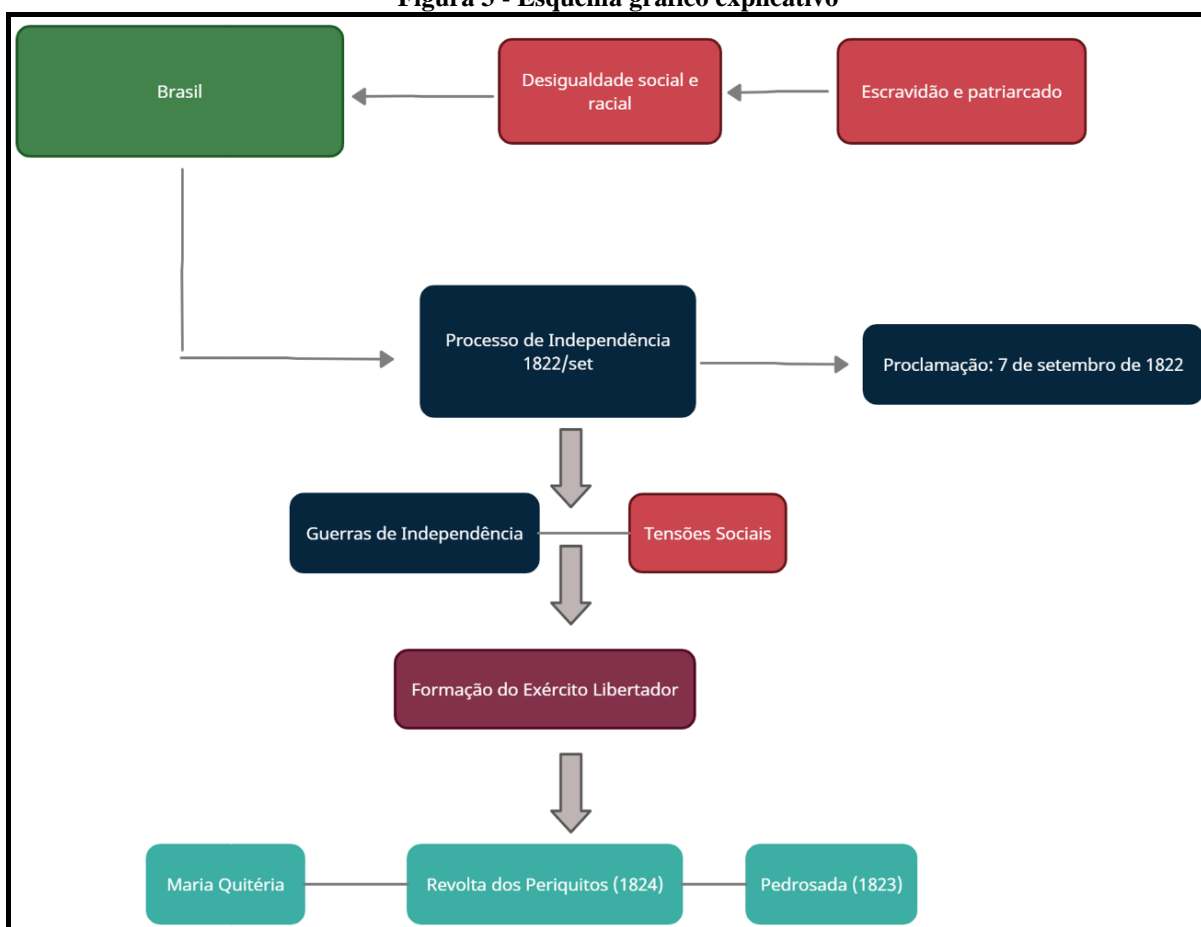 Figura 3 - Esquema gráfico explicativo
Brasil
Desigualdade social e
racial
Escravidão e patriarcado
Processo de Independência
1822/set
Proclamação: 7 de setembro de 1822
Guerras de Independência
Tensões Sociais
Formação do Exército Libertador
Maria Quitéria
Revolta dos Periquitos (1824)
Pedrosada (1823)